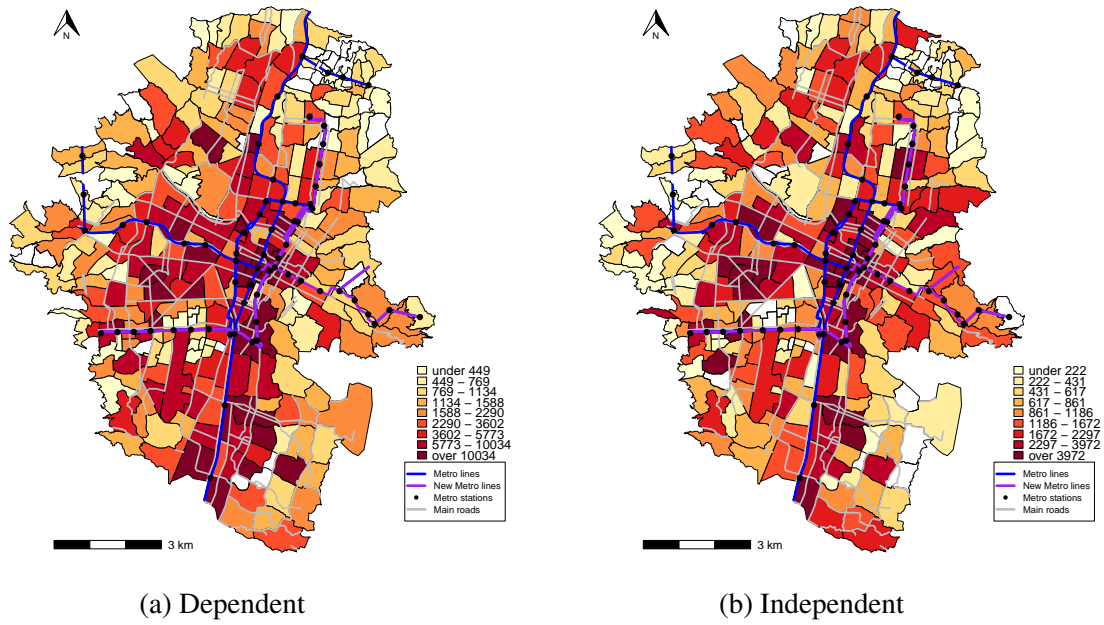 N
under 449
449 – 769
769 – 1134
1134 – 1588
1588 – 2290
2290 – 3602
3602 – 5773
5773 – 10034
over 10034
Metro lines
New Metro lines
Metro stations
Main roads
3 km
(a) Dependent
N
under 222
222 – 431
431 – 617
617 – 861
861 – 1186
1186 – 1672
1672 – 2297
2297 – 3972
over 3972
Metro lines
New Metro lines
Metro stations
Main roads
3 km
(b) Independent